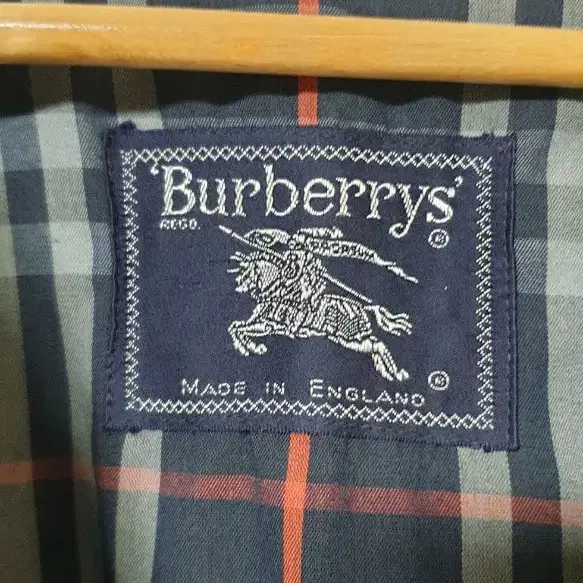 'Burberrys'
REGD.
®
MADE IN ENGLAND ®